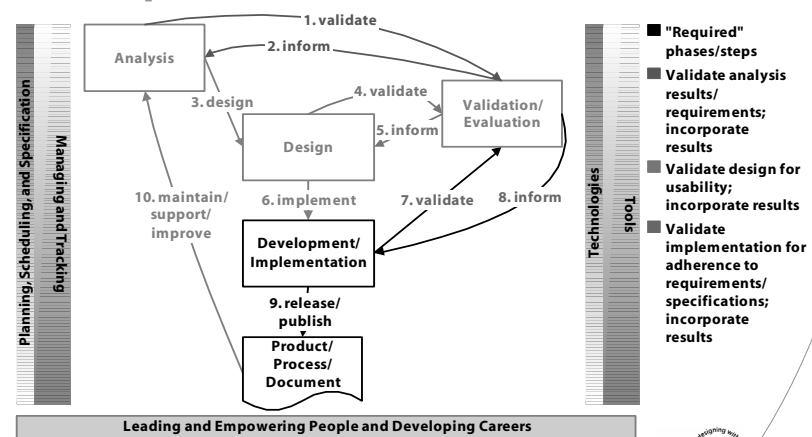 1. validate
2. inform
Analysis
3. design
4. validate
5. inform
Validation/
Evaluation
Design
10. maintain/
support/
improve
6. implement
7. validate
8. inform
Development/
Implementation
9. release/
publish
Product/
Process/
Document
Planning, Scheduling, and Specification
Managing and Tracking
Technologies
Tools
"Required"
phases/steps
Validate analysis
results/
requirements;
incorporate
results
Validate design for
usability;
incorporate results
Validate
implementation for
adherence to
requirements/
specifications;
incorporate
results
Leading and Empowering People and Developing Careers